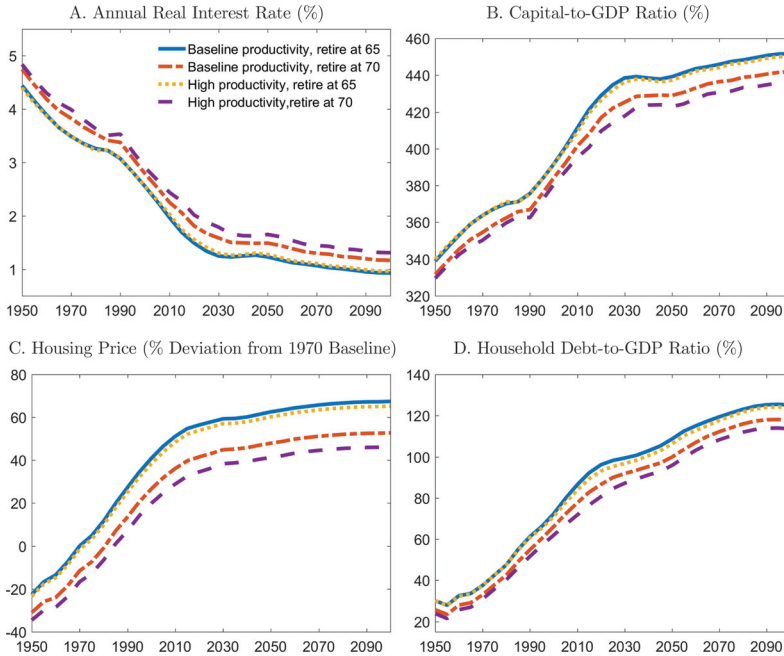 A. Annual Real Interest Rate (%)
B. Capital-to-GDP Ratio (%)
5
4
3
2
1
Baseline productivity, retire at 65
Baseline productivity, retire at 70
High productivity, retire at 65
High productivity,retire at 70
1950 1970 1990 2010 2030 2050 2070 2090
460
440
420
400
380
360
340
320
1950 1970 1990 2010 2030 2050 2070 2090
C. Housing Price (% Deviation from 1970 Baseline)
D. Household Debt-to-GDP Ratio (%)
80
60
40
20
0
-20
-40
1950 1970 1990 2010 2030 2050 2070 2090
140
120
100
80
60
40
20
1950 1970 1990 2010 2030 2050 2070 2090